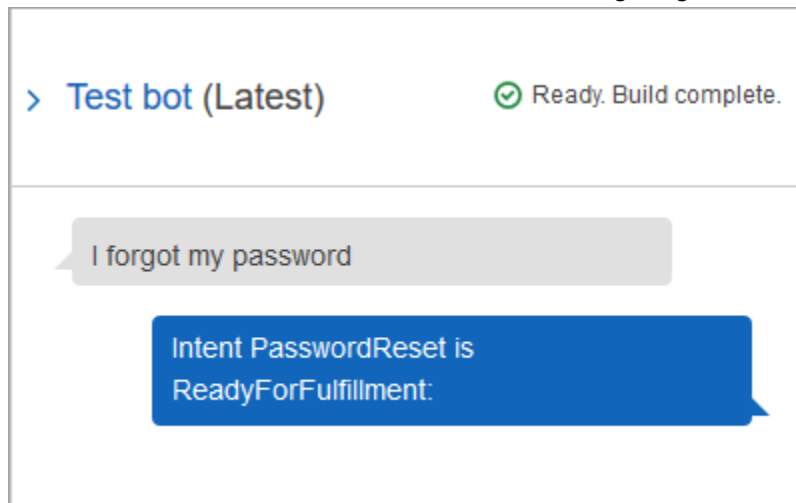 > Test bot (Latest)
Ready. Build complete.
I forgot my password
Intent PasswordReset is
ReadyForFulfillment: